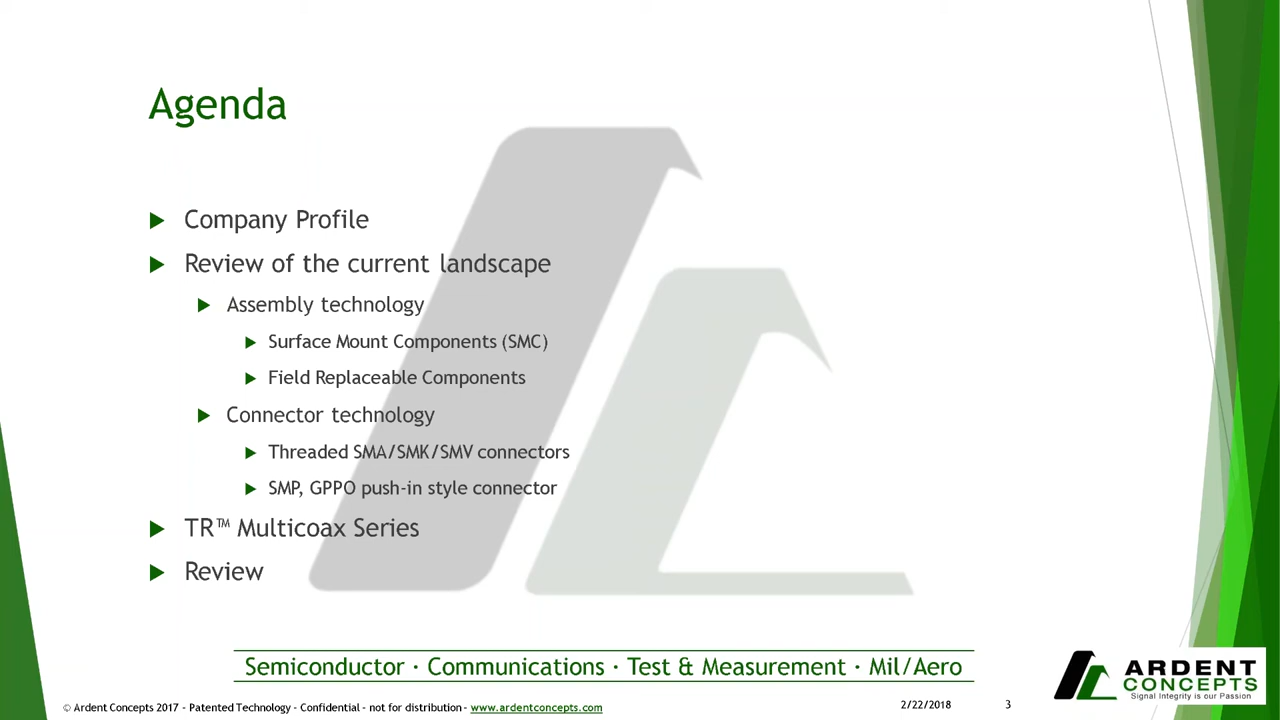 Agenda
Company Profile
Review of the current landscape
Assembly technology
Surface Mount Components (SMC)
Field Replaceable Components
Connector technology
Threaded SMA/SMK/SMV connectors
SMP, GPPO push-in style connector
TR™ Multicoax Series
Review
Semiconductor · Communications · Test & Measurement · Mil/Aero
© Ardent Concepts 2017 - Patented Technology - Confidential - not for distribution - www.ardentconcepts.com
2/22/2018
3
ARDENT
CONCEPTS
Signal Integrity is our Passion